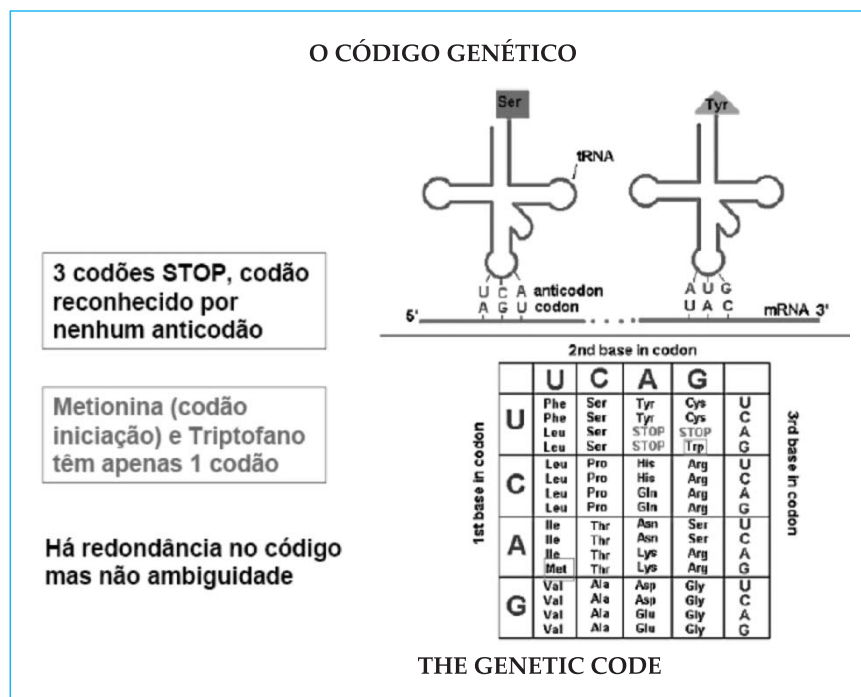 O CÓDIGO GENÉTICO
Ser
Tyr
tRNA
U C A anticodon
A G U codon
A U G
U A C
5'
mRNA 3'
3 codões STOP, codão
reconhecido por
nenhum anticodão
Metionina (codão
iniciação) e Triptofano
têm apenas 1 codão
Há redondância no código
mas não ambiguidade
2nd base in codon
1st base in codon
3rd base in codon
U C A G
U
Phe Ser Tyr Cys U
Phe Ser Tyr Cys C
Leu Ser STOP STOP A
Leu Ser STOP Trp G
C
Leu Pro His Arg U
Leu Pro His Arg C
Leu Pro Gln Arg A
Leu Pro Gln Arg G
A
Ile Thr Asn Ser U
Ile Thr Asn Ser C
Ile Thr Lys Arg A
Met Thr Lys Arg G
G
Val Ala Asp Gly U
Val Ala Asp Gly C
Val Ala Glu Gly A
Val Ala Glu Gly G
THE GENETIC CODE